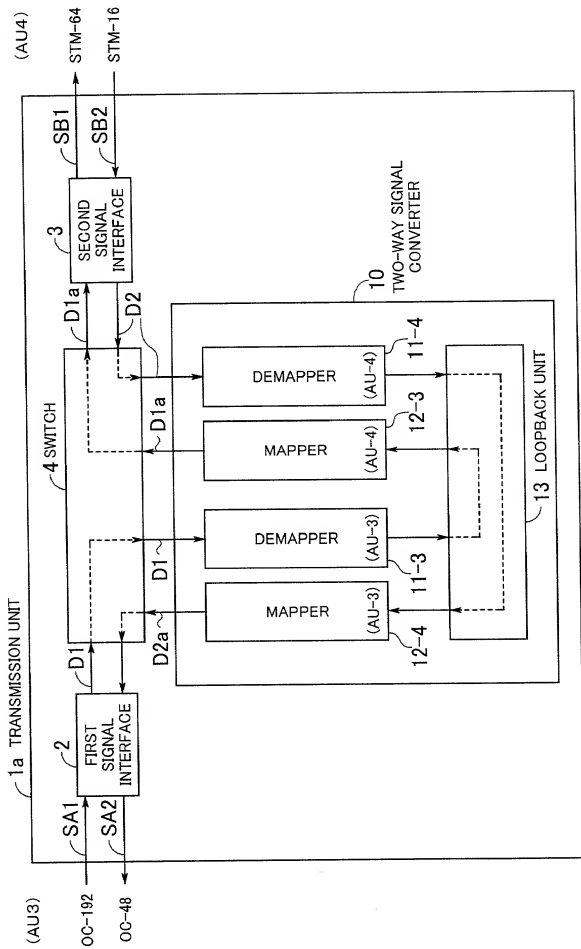 1a TRANSMISSION UNIT
(AU3)
OC-192
OC-48
SA1
SA2
2
FIRST
SIGNAL
INTERFACE
D1
4 SWITCH
D1a
D2
3
SECOND
SIGNAL
INTERFACE
SB1
SB2
(AU4)
STM-64
STM-16
D2a
D1
D1a
10
TWO-WAY SIGNAL
CONVERTER
MAPPER
(AU-3)
12-4
DEMAPPER
(AU-3)
11-3
MAPPER
(AU-4)
12-3
DEMAPPER
(AU-4)
11-4
13 LOOPBACK UNIT